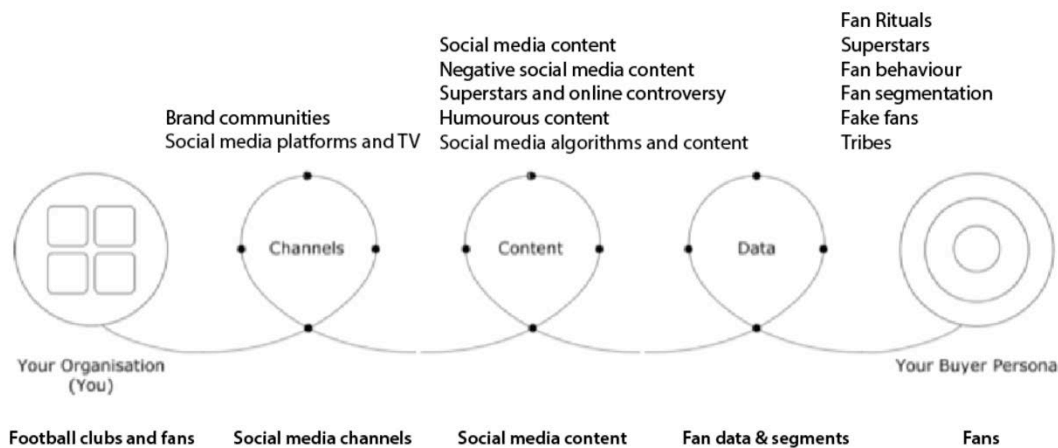 Fan Rituals
Superstars
Fan behaviour
Fan segmentation
Fake fans
Tribes
Social media content
Negative social media content
Superstars and online controversy
Humourous content
Social media algorithms and content
Brand communities
Social media platforms and TV
Channels
Content
Data
Your Organisation
(You)
Your Buyer Persona
Football clubs and fans
Social media channels
Social media content
Fan data & segments
Fans